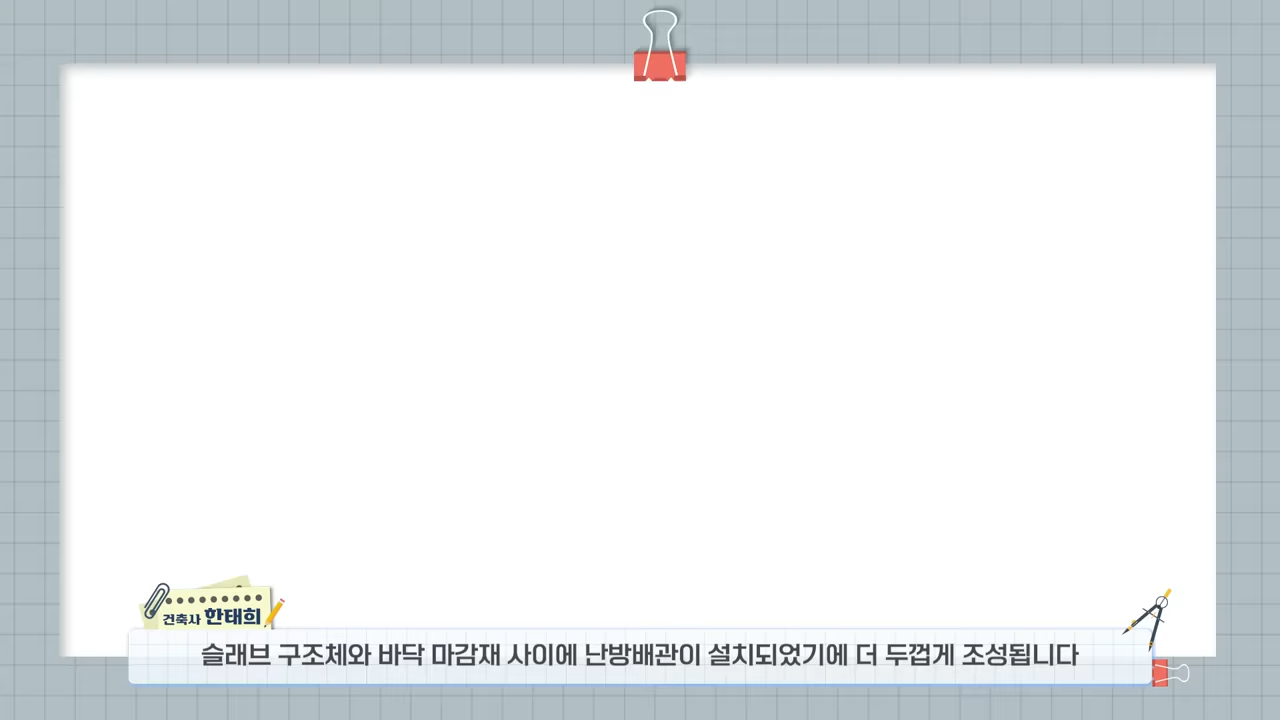 건축사 한태희
슬래브 구조체와 바닥 마감재 사이에 난방배관이 설치되었기에 더 두껍게 조성됩니다